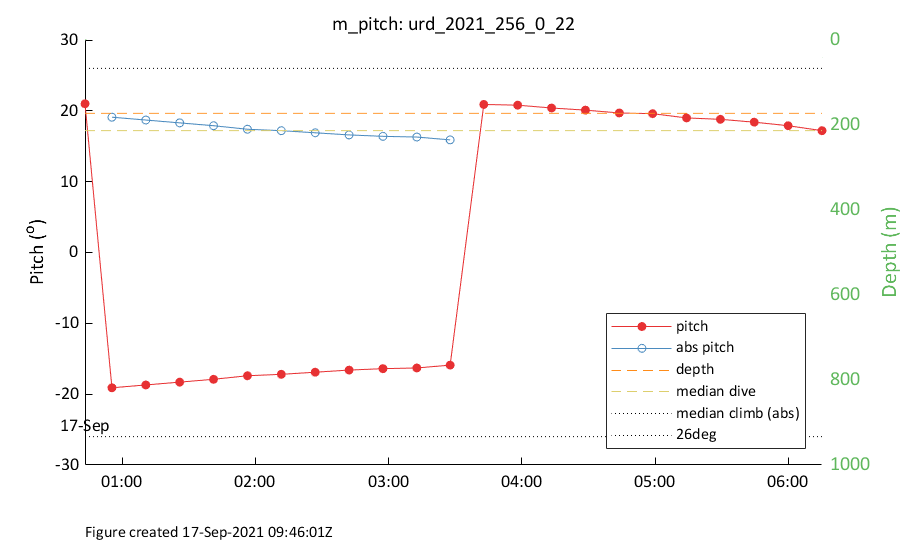 m_pitch: urd_2021_256_0_22
30
20
10
0
-10
-20
-30
Pitch (⁰)
17-Sep
01:00
02:00
03:00
04:00
05:00
06:00
0
200
400
600
800
1000
Depth (m)
pitch
abs pitch
depth
median dive
median climb (abs)
26deg
Figure created 17-Sep-2021 09:46:01Z